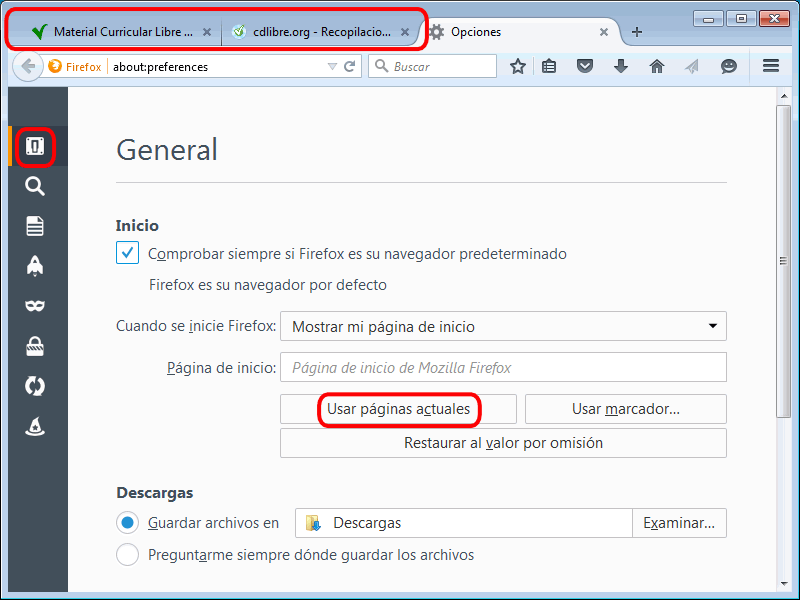 Material Curricular Libre ... cdlibre.org - Recopilacio... Opciones
Firefox about:preferences Buscar
General
Inicio
Comprobar siempre si Firefox es su navegador predeterminado
Firefox es su navegador por defecto
Cuando se inicie Firefox: Mostrar mi página de inicio
Página de inicio: Página de inicio de Mozilla Firefox
Usar páginas actuales Usar marcador...
Restaurar al valor por omisión
Descargas
Guardar archivos en Descargas Examinar...
Preguntarme siempre dónde guardar los archivos